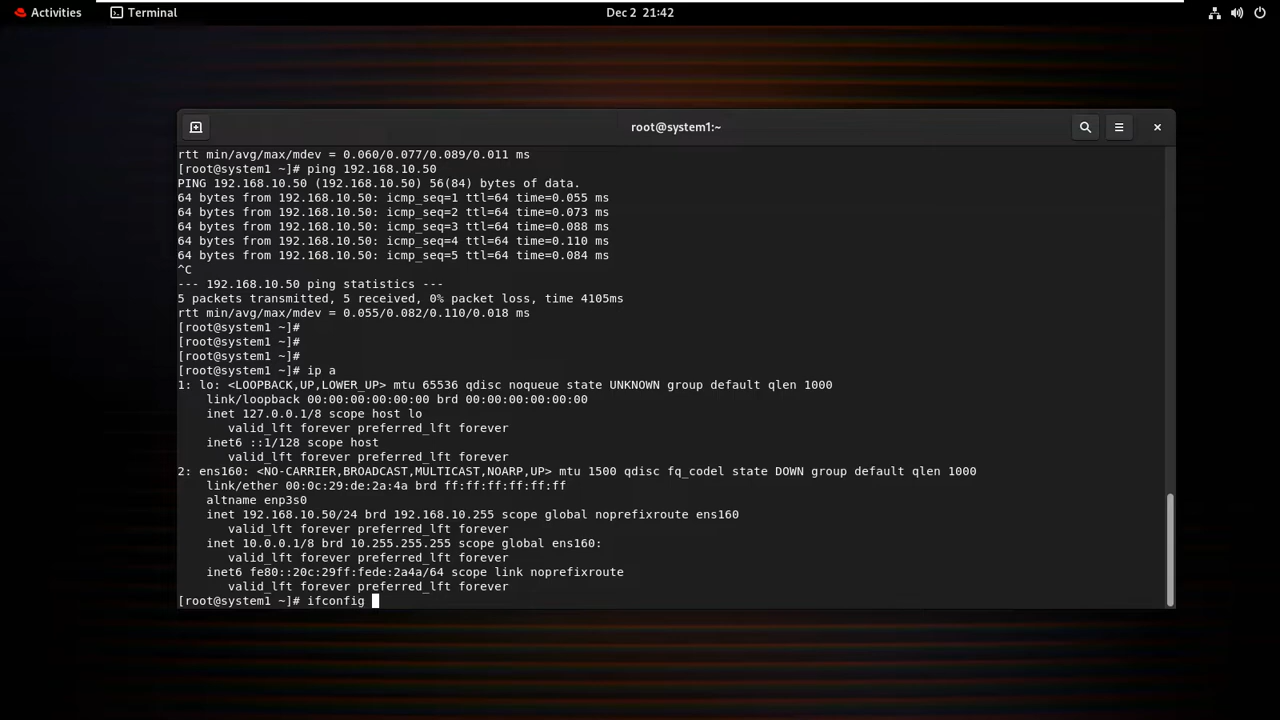 Activities
Terminal
Dec 2 21:42
root@system1:~
rtt min/avg/max/mdev = 0.060/0.077/0.089/0.011 ms
[root@system1 ~]# ping 192.168.10.50
PING 192.168.10.50 (192.168.10.50) 56(84) bytes of data.
64 bytes from 192.168.10.50: icmp_seq=1 ttl=64 time=0.055 ms
64 bytes from 192.168.10.50: icmp_seq=2 ttl=64 time=0.073 ms
64 bytes from 192.168.10.50: icmp_seq=3 ttl=64 time=0.088 ms
64 bytes from 192.168.10.50: icmp_seq=4 ttl=64 time=0.110 ms
64 bytes from 192.168.10.50: icmp_seq=5 ttl=64 time=0.084 ms
^C
--- 192.168.10.50 ping statistics ---
5 packets transmitted, 5 received, 0% packet loss, time 4105ms
rtt min/avg/max/mdev = 0.055/0.082/0.110/0.018 ms
[root@system1 ~]#
[root@system1 ~]#
[root@system1 ~]#
[root@system1 ~]# ip a
1: lo: <LOOPBACK,UP,LOWER_UP> mtu 65536 qdisc noqueue state UNKNOWN group default qlen 1000
    link/loopback 00:00:00:00:00:00 brd 00:00:00:00:00:00
    inet 127.0.0.1/8 scope host lo
       valid_lft forever preferred_lft forever
    inet6 ::1/128 scope host
       valid_lft forever preferred_lft forever
2: ens160: <NO-CARRIER,BROADCAST,MULTICAST,NOARP,UP> mtu 1500 qdisc fq_codel state DOWN group default qlen 1000
    link/ether 00:0c:29:de:2a:4a brd ff:ff:ff:ff:ff:ff
    altname enp3s0
    inet 192.168.10.50/24 brd 192.168.10.255 scope global noprefixroute ens160
       valid_lft forever preferred_lft forever
    inet 10.0.0.1/8 brd 10.255.255.255 scope global ens160:
       valid_lft forever preferred_lft forever
    inet6 fe80::20c:29ff:fede:2a4a/64 scope link noprefixroute
       valid_lft forever preferred_lft forever
[root@system1 ~]# ifconfig